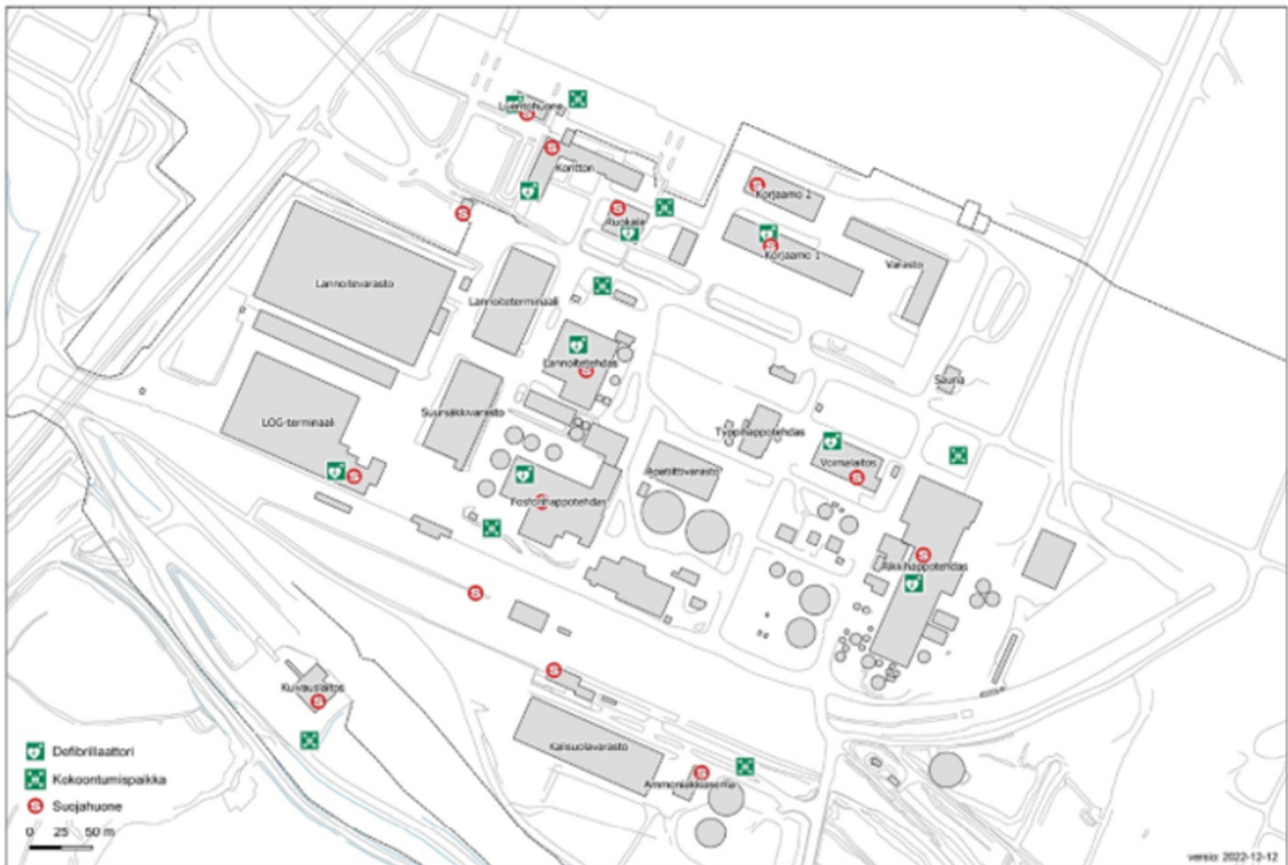 Luentohuone
Konttori
Korjaamo 2
Ruokala
Korjaamo 1
Varasto
Lannoitevarasto
Lannoiteterminaali
Lannoitetehdas
Sauna
Suursäkkivarasto
LOG-terminaali
Typpihappotehdas
Voimalaitos
Apatiittivarasto
Fosforihappotehdas
Rikkihappotehdas
Kuivauslaitos
Kalisuolavarasto
Ammoniakkiasema
Defibrillaattori
Kokoontumispaikka
S Suojahuone
0 25 50 m
versio: 2022-12-12